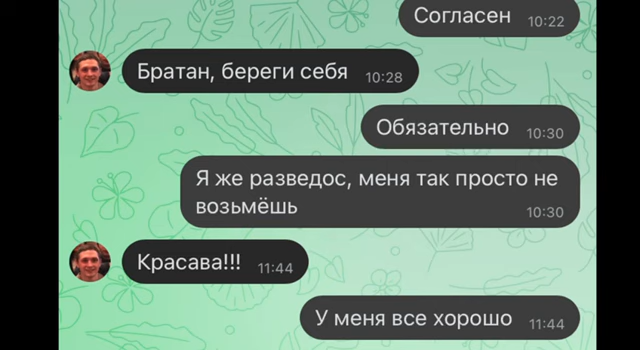 Согласен 10:22
Братан, береги себя 10:28
Обязательно 10:30
Я же разведос, меня так просто не
возьмёшь 10:30
Красава!!! 11:44
У меня все хорошо 11:44